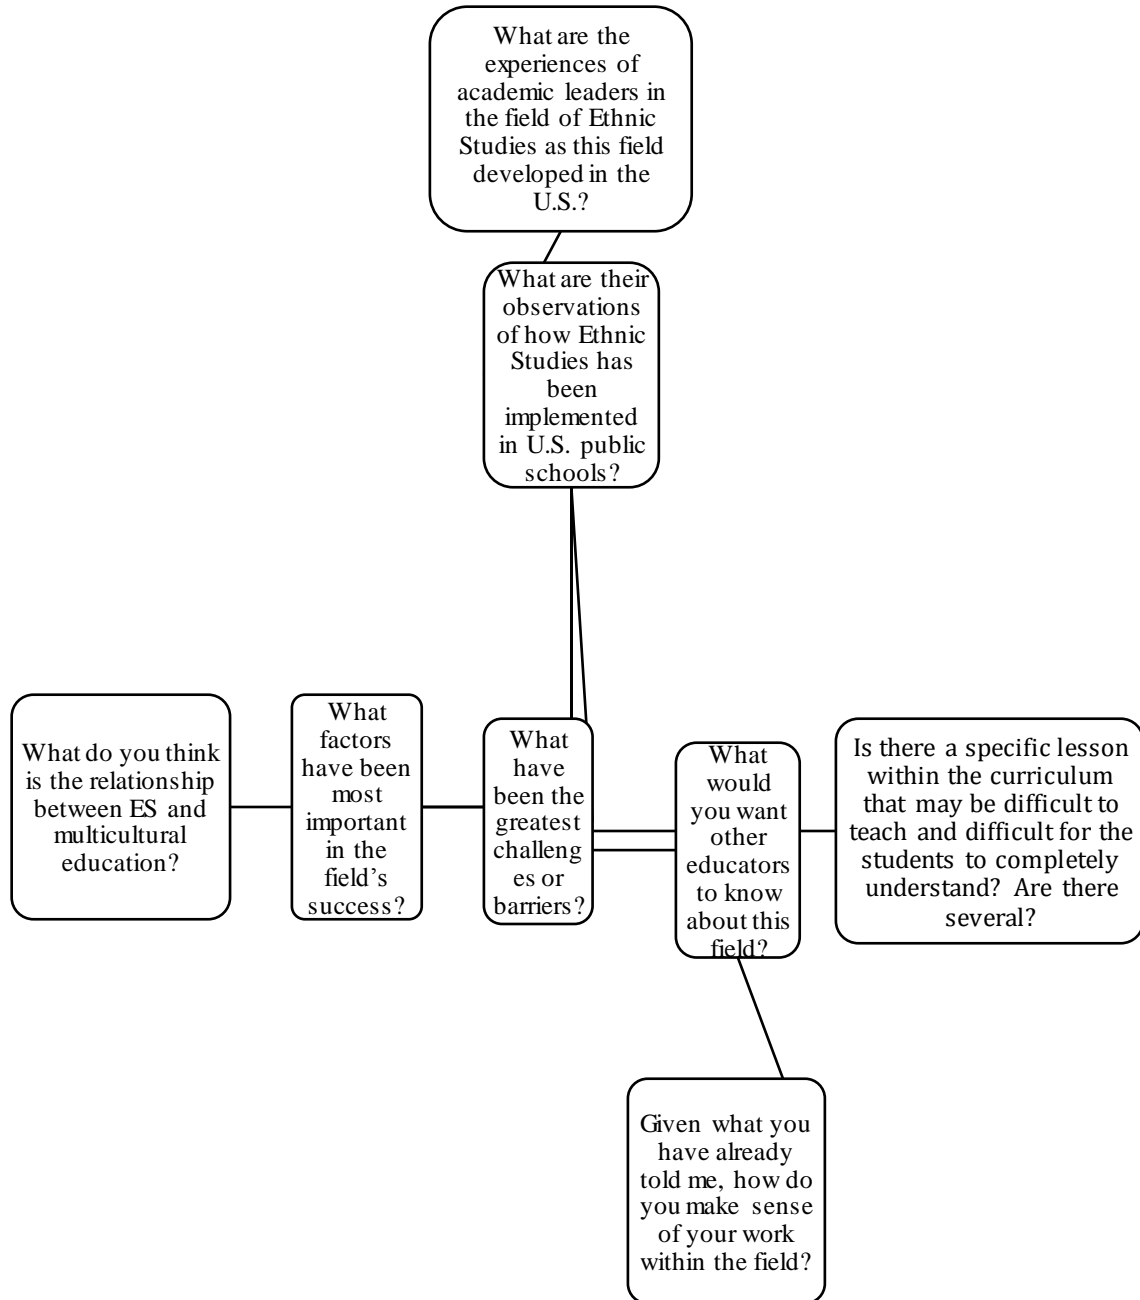 What are the
experiences of
academic leaders in
the field of Ethnic
Studies as this field
developed in the
U.S.?
What are their
observations
of how Ethnic
Studies has
been
implemented
in U.S. public
schools?
What do you think
is the relationship
between ES and
multicultural
education?
What
factors
have been
most
important
in the
field's
success?
What
have
been the
greatest
challeng
es or
barriers?
What
would
you want
other
educators
to know
about this
field?
Is there a specific lesson
within the curriculum
that may be difficult to
teach and difficult for the
students to completely
understand? Are there
several?
Given what you
have already
told me, how do
you make sense
of your work
within the field?